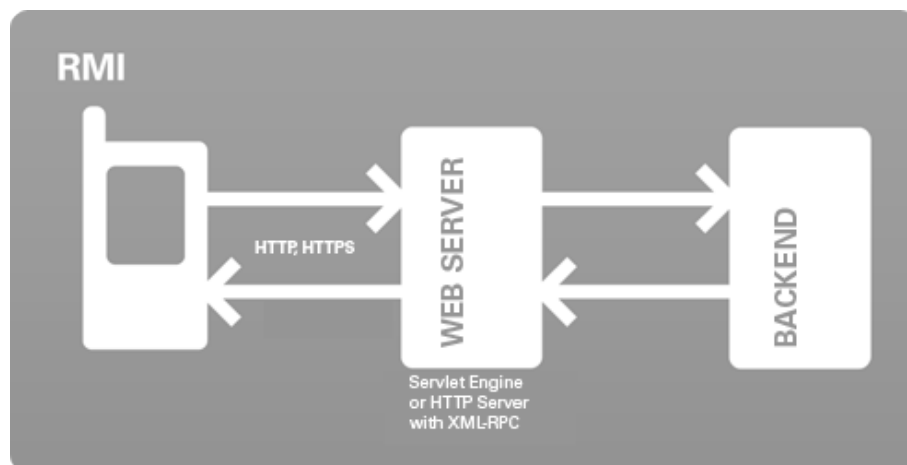 RMI
HTTP, HTTPS
WEB SERVER
BACKEND
Servlet Engine
or HTTP Server
with XML-RPC